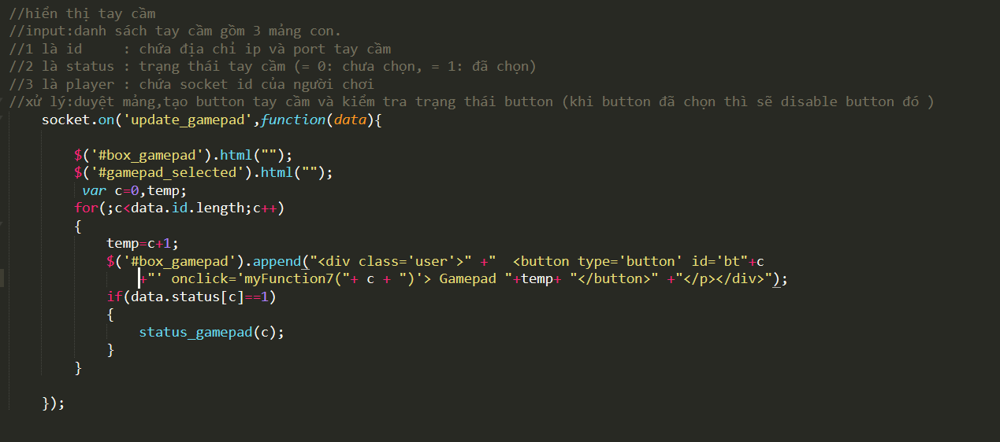 //hiển thị tay cầm
//input:danh sách tay cầm gồm 3 mảng con.
//1 là id     : chứa địa chỉ ip và port tay cầm
//2 là status : trạng thái tay cầm (= 0: chưa chọn, = 1: đã chọn)
//3 là player : chứa socket id của người chơi
//xử lý:duyệt mảng,tạo button tay cầm và kiểm tra trạng thái button (khi button đã chọn thì sẽ disable button đó )
    socket.on('update_gamepad',function(data){
        $('#box_gamepad').html("");
        $('#gamepad_selected').html("");
         var c=0,temp;
        for(;c<data.id.length;c++)
        {
            temp=c+1;
            $('#box_gamepad').append("<div class='user'>" +"  <button type='button' id='bt"+c
                +"' onclick='myFunction7("+ c + ")'> Gamepad "+temp+ "</button>" +"</p></div>");
            if(data.status[c]==1)
            {
                status_gamepad(c);
            }
        }
    });